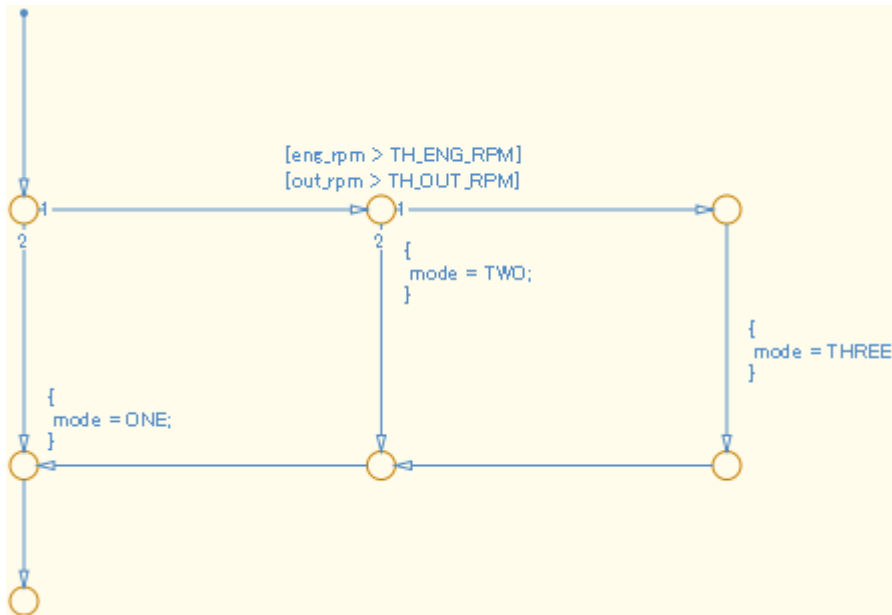 [eng_rpm > TH_ENG_RPM]
[out_rpm > TH_OUT_RPM]
1
1
2
2
{
mode = TWO;
}
{
mode = THREE
}
{
mode = ONE;
}